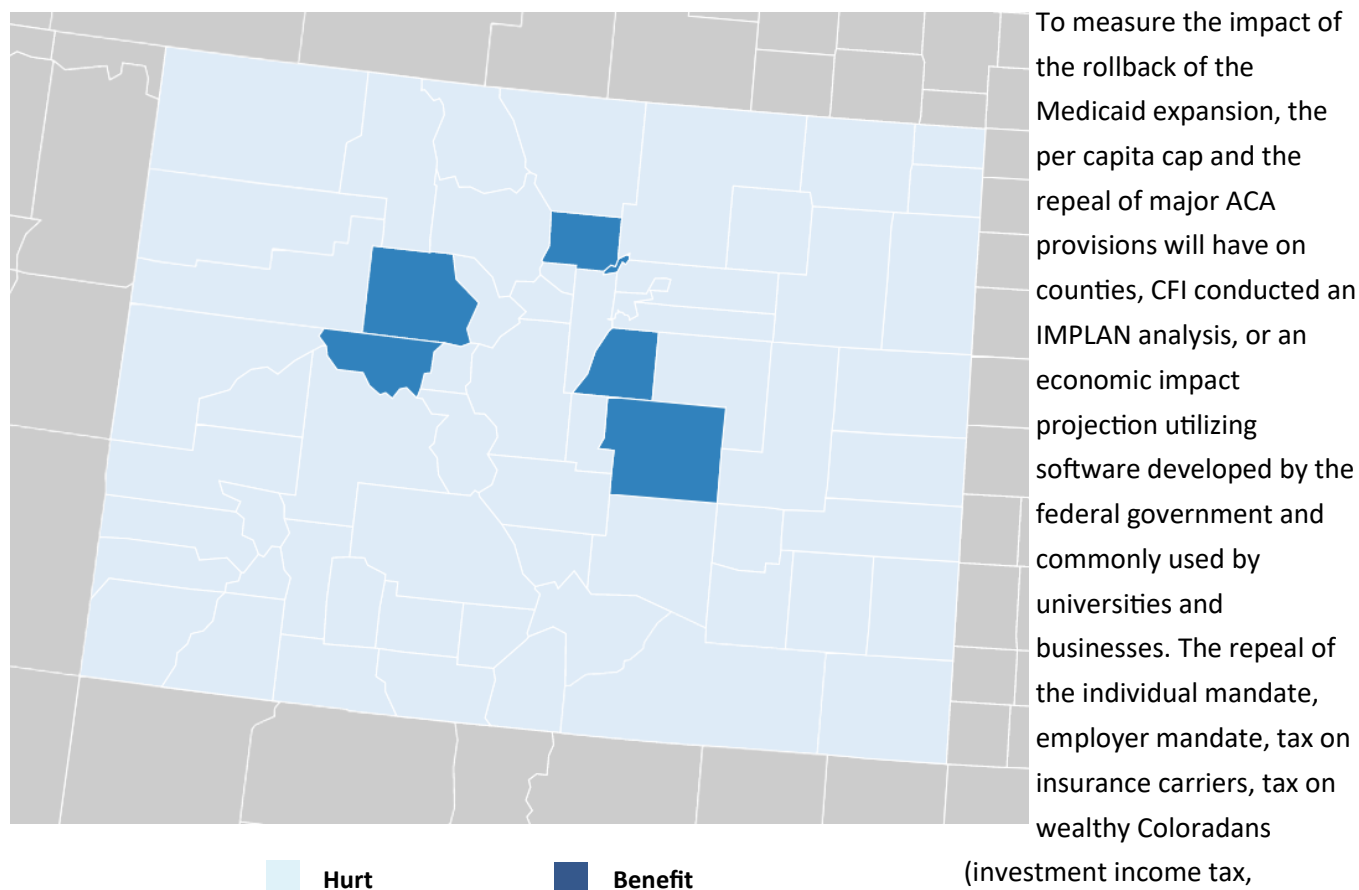 To measure the impact of
the rollback of the
Medicaid expansion, the
per capita cap and the
repeal of major ACA
provisions will have on
counties, CFI conducted an
IMPLAN analysis, or an
economic impact
projection utilizing
software developed by the
federal government and
commonly used by
universities and
businesses. The repeal of
the individual mandate,
employer mandate, tax on
insurance carriers, tax on
wealthy Coloradans
(investment income tax,
Hurt
Benefit